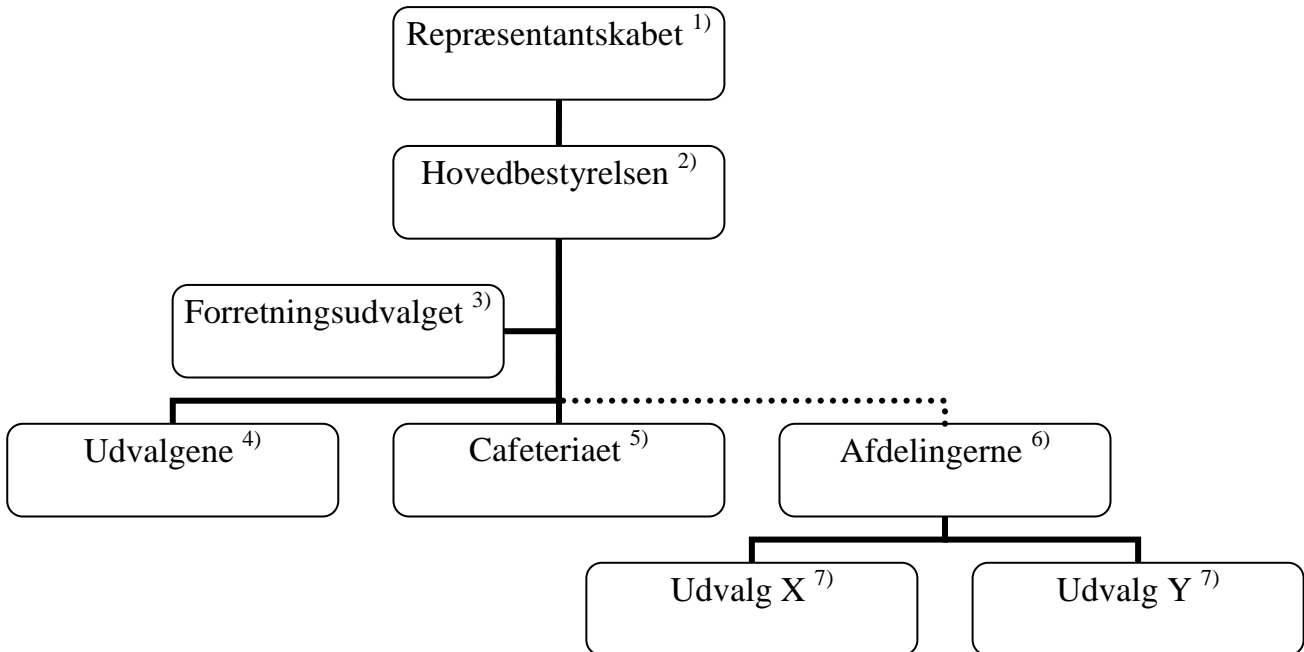 Repræsentantskabet 1)
Hovedbestyrelsen 2)
Forretningsudvalget 3)
Udvalgene 4)
Cafeteriaet 5)
Afdelingerne 6)
Udvalg X 7)
Udvalg Y 7)